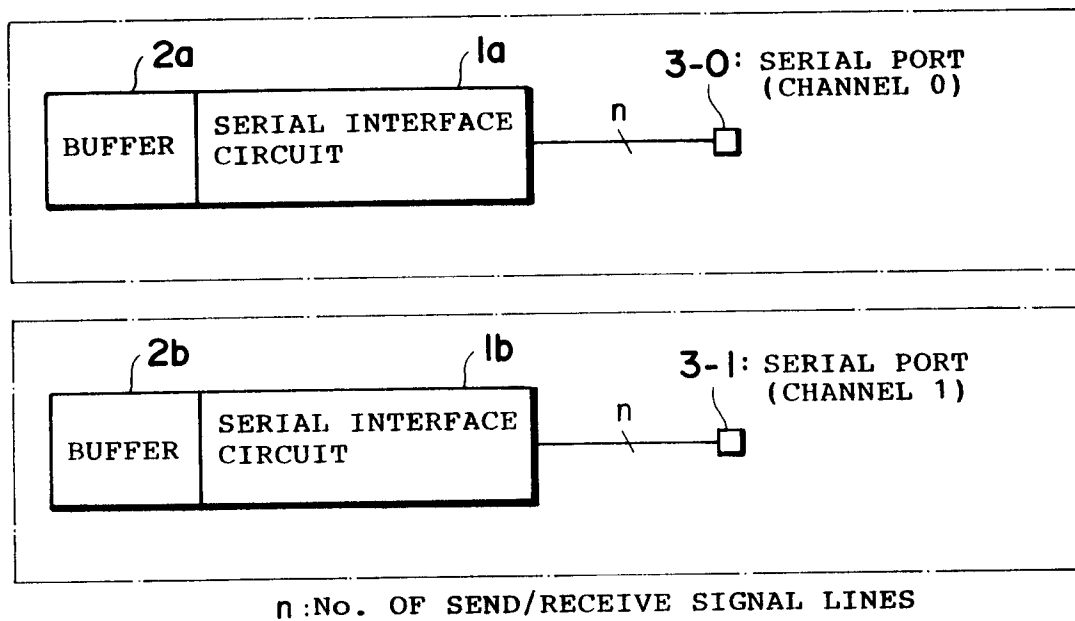 2a
1a
3-0: SERIAL PORT
(CHANNEL 0)
n
BUFFER
SERIAL INTERFACE
CIRCUIT
2b
1b
3-1: SERIAL PORT
(CHANNEL 1)
n
BUFFER
SERIAL INTERFACE
CIRCUIT
n:No. OF SEND/RECEIVE SIGNAL LINES